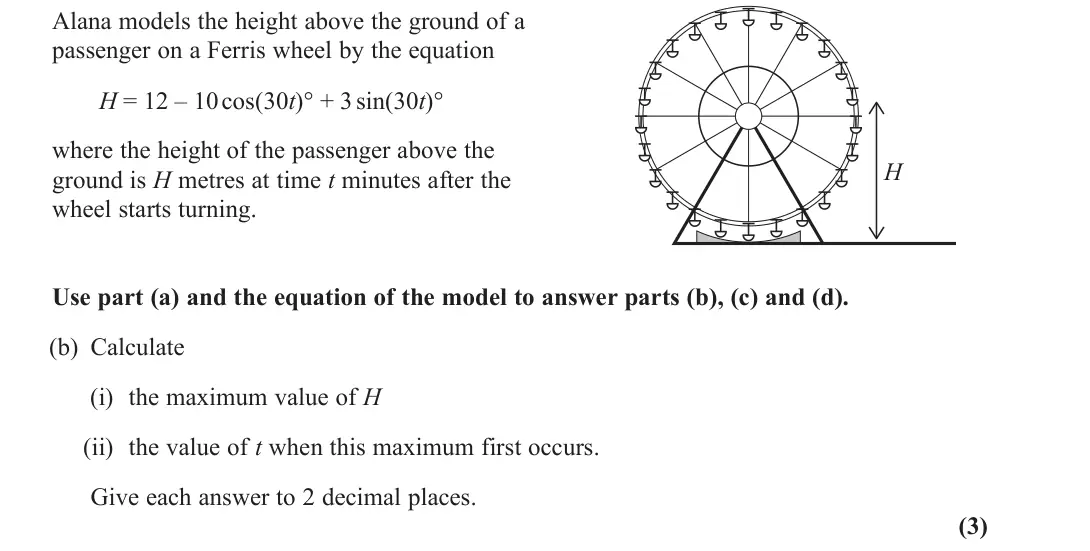 Alana models the height above the ground of a
passenger on a Ferris wheel by the equation
H = 12 – 10 cos(30t)° + 3 sin(30t)°
where the height of the passenger above the
ground is H metres at time t minutes after the
wheel starts turning.
H
Use part (a) and the equation of the model to answer parts (b), (c) and (d).
(b) Calculate
(i) the maximum value of H
(ii) the value of t when this maximum first occurs.
Give each answer to 2 decimal places.
(3)